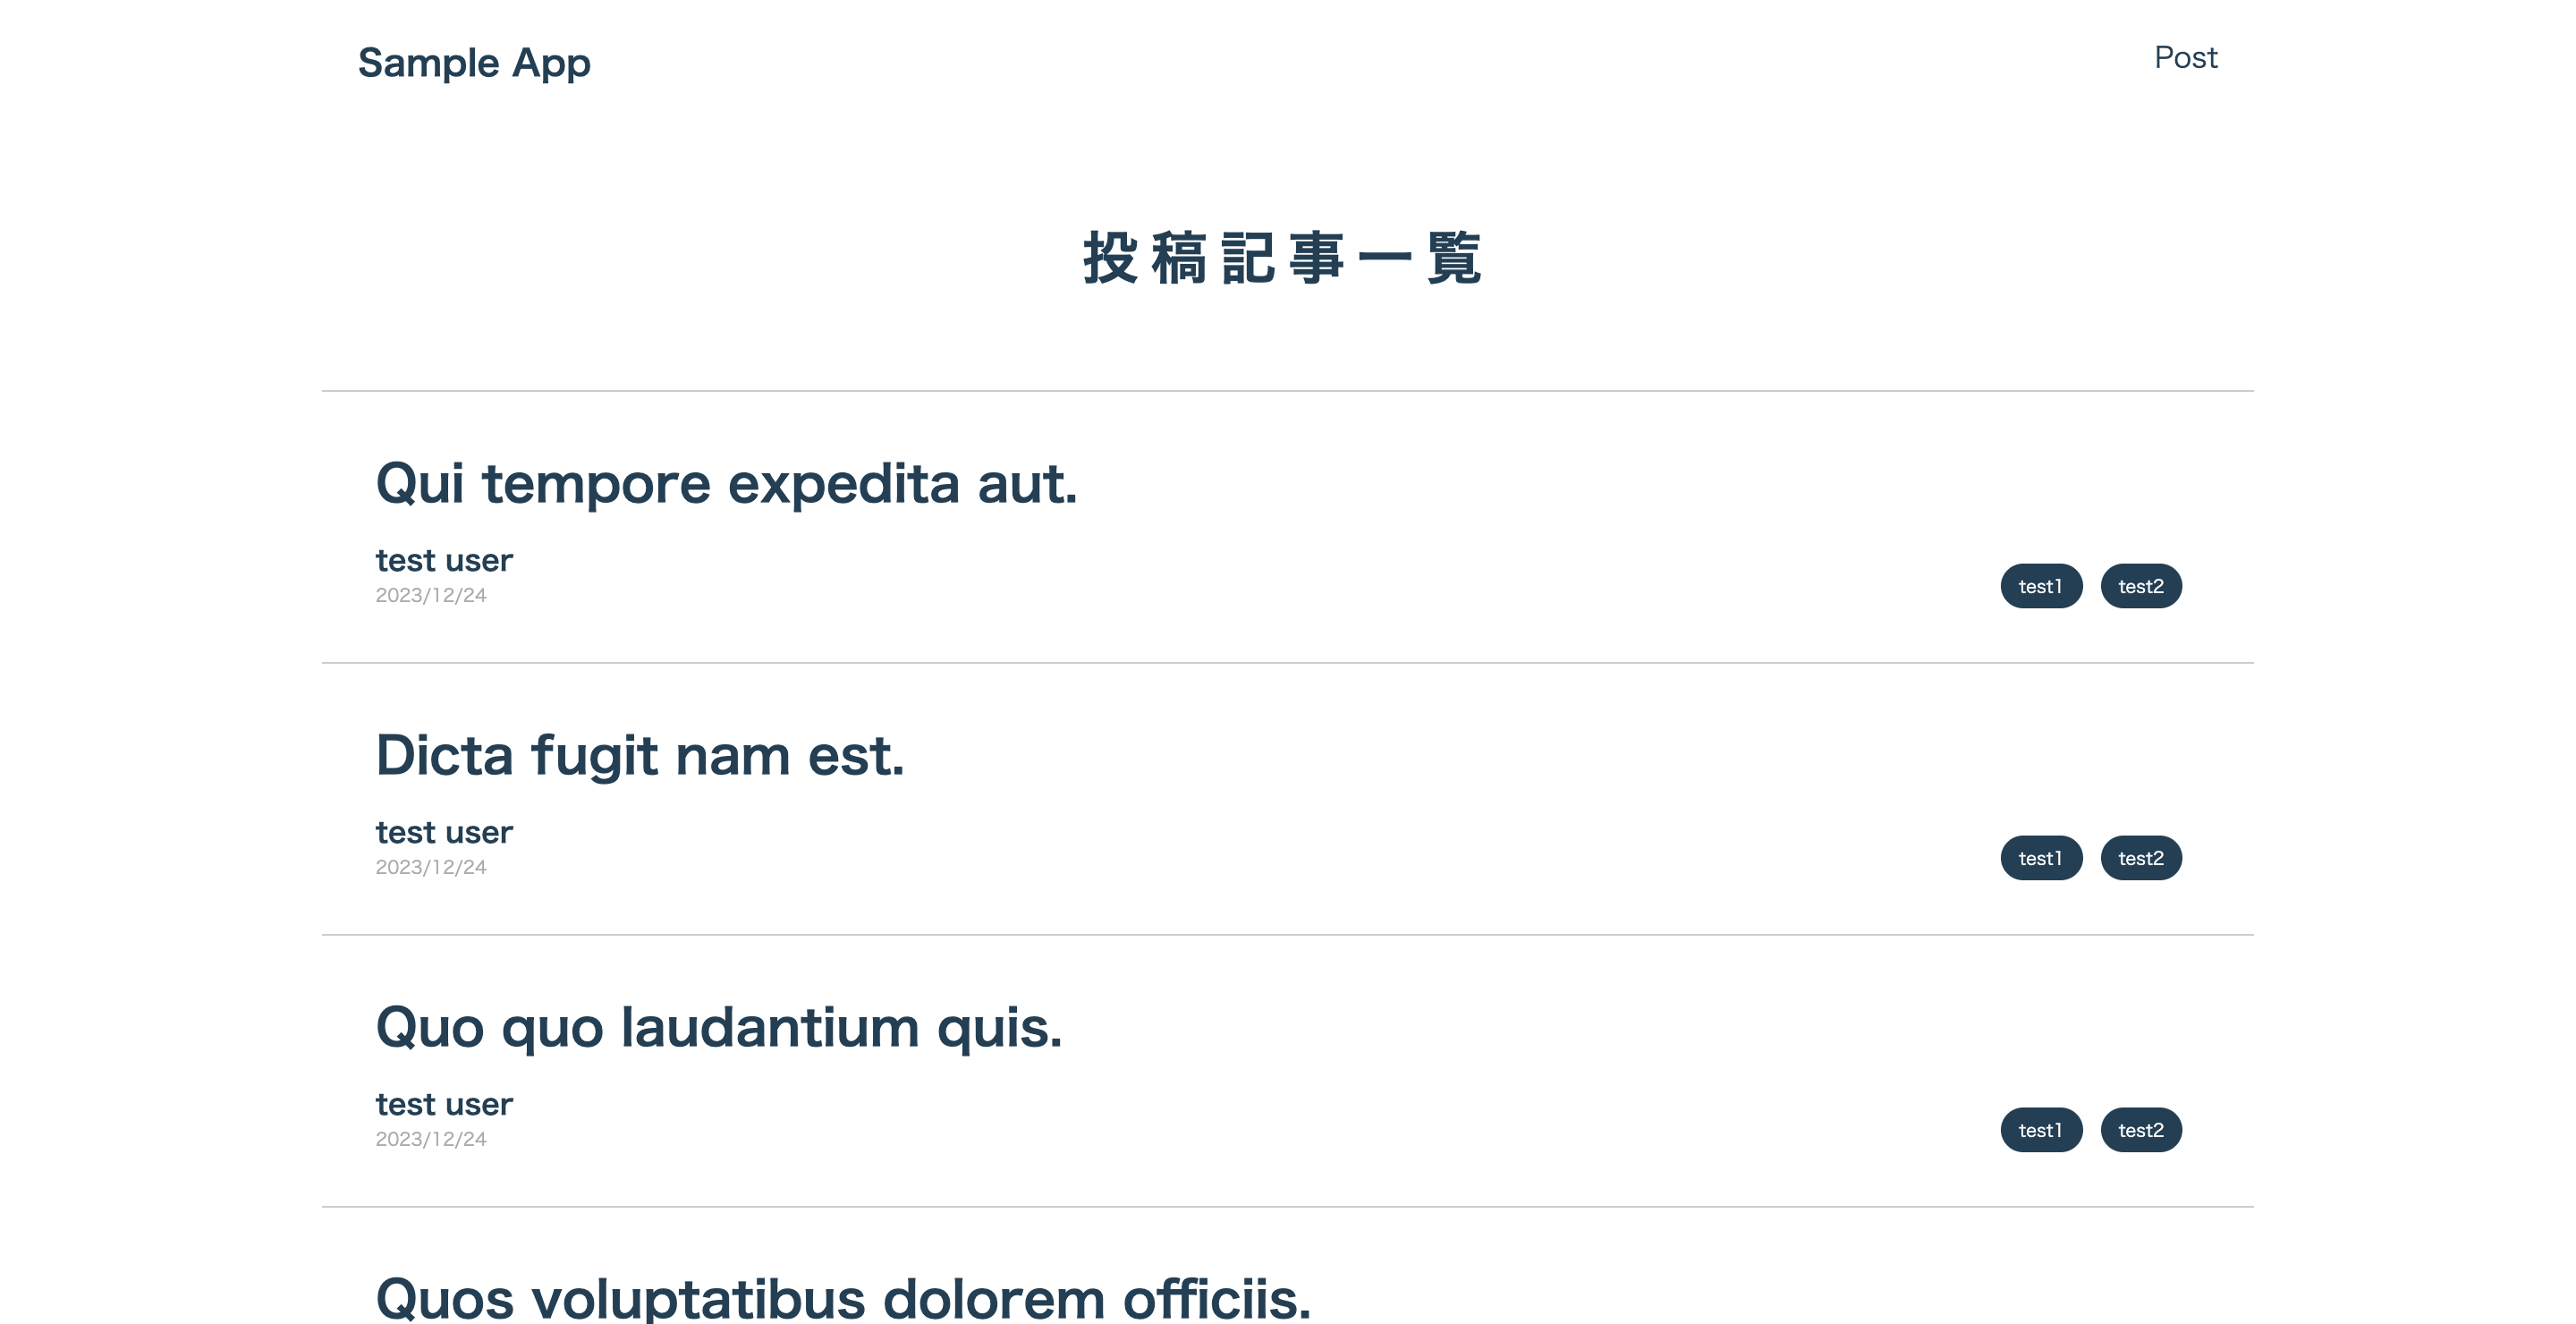 Sample App
Post
投稿記事一覧
Qui tempore expedita aut.
test user
2023/12/24
test1 test2
Dicta fugit nam est.
test user
2023/12/24
test1 test2
Quo quo laudantium quis.
test user
2023/12/24
test1 test2
Quos voluptatibus dolorem officiis.